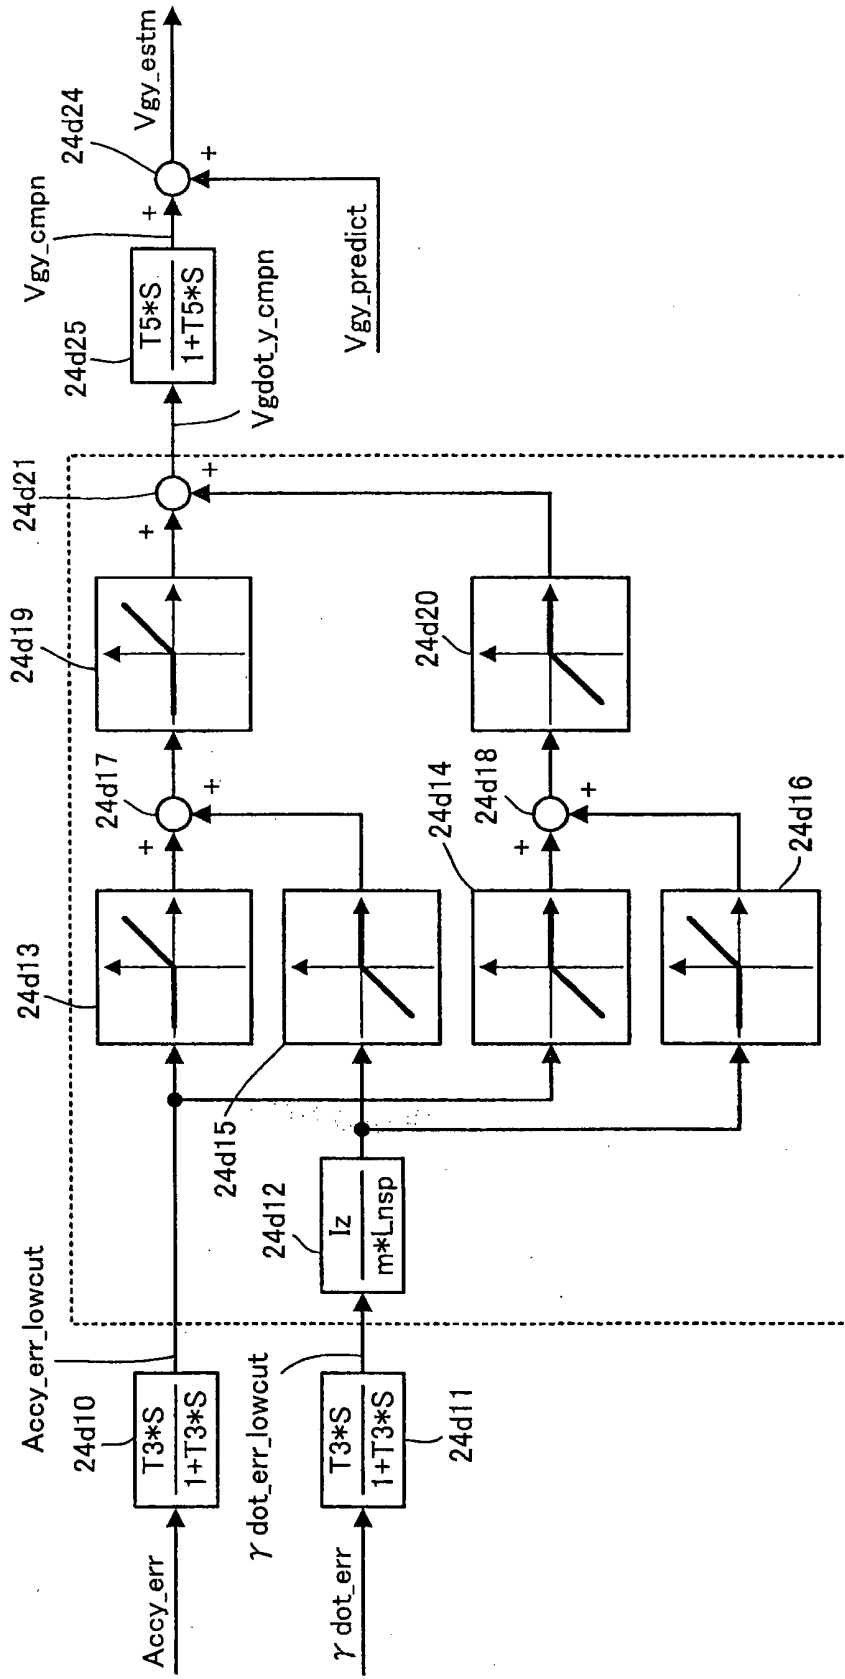 Accy_err
24d10
T3*S
1+T3*S
Accy_err_lowcut
γ dot_err
T3*S
1+T3*S
24d11
γ dot_err_lowcut
24d12
Iz
m*Lnsp
24d13
24d15
24d14
24d16
24d17
+
+
24d18
+
+
24d19
24d20
24d21
+
+
Vgdot_y_cmpn
24d25
T5*S
1+T5*S
Vgy_cmpn
24d24
+
+
Vgy_predict
Vgy_estm